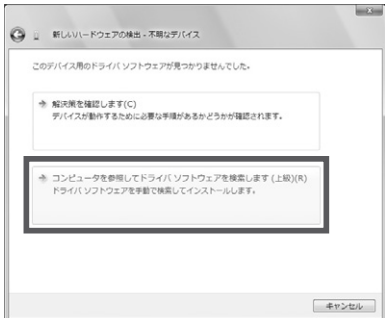 新しいハードウェアの検出 - 不明なデバイス
このデバイス用のドライバ ソフトウェアが見つかりませんでした。
解決策を確認します(C)
デバイスが動作するために必要な手順があるかどうかが確認されます。
コンピュータを参照してドライバ ソフトウェアを検索します (上級)(R)
ドライバ ソフトウェアを手動で検索してインストールします。
キャンセル